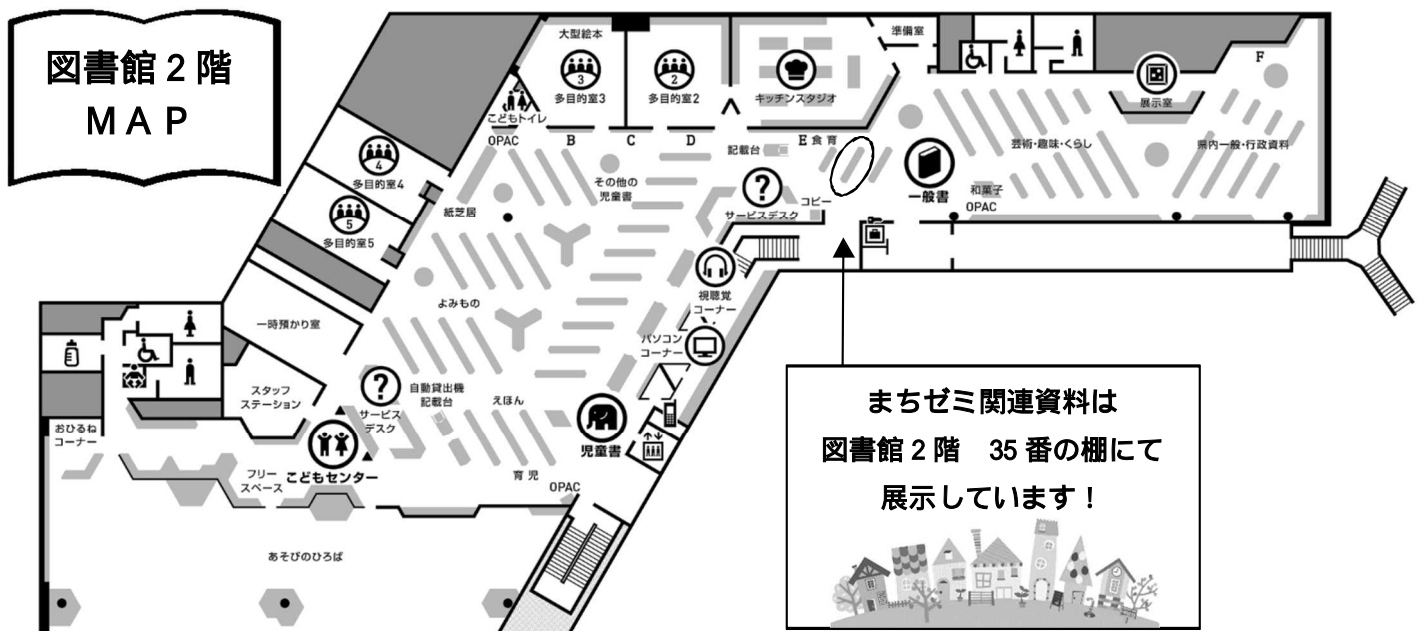 図書館2階
MAP
大型絵本
3
多目的室3
2
多目的室2
キッチンスタジオ
準備室
展示室
F
こどもトイレ
OPAC
B
C
D
E 食育
記載台
4
多目的室4
5
多目的室5
紙芝居
その他の
児童書
?
サービスデスク
コピー
一般書
芸術・趣味・くらし
県内一般・行政資料
和菓子
OPAC
視聴覚
コーナー
パソコン
コーナー
よみもの
一時預かり室
スタッフ
ステーション
?
サービス
デスク
自動貸出機
記載台
えほん
児童書
おひるね
コーナー
フリー
スペース
こどもセンター
育児
OPAC
あそびのひろば
まちゼミ関連資料は
図書館2階 35番の棚にて
展示しています!